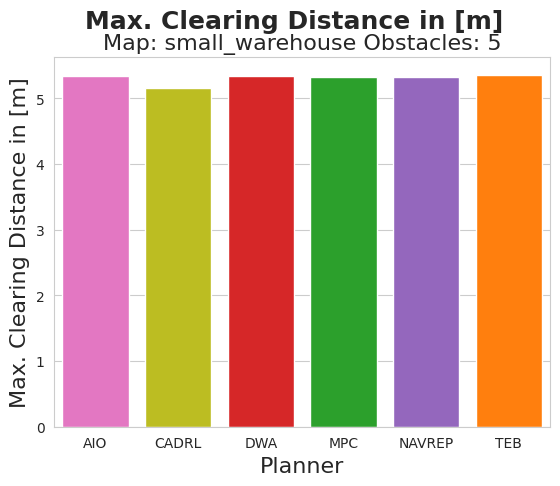 Max. Clearing Distance in [m]
Map: small_warehouse Obstacles: 5
Max. Clearing Distance in [m]
5
4
3
2
1
0
AIO CADRL DWA MPC NAVREP TEB
Planner